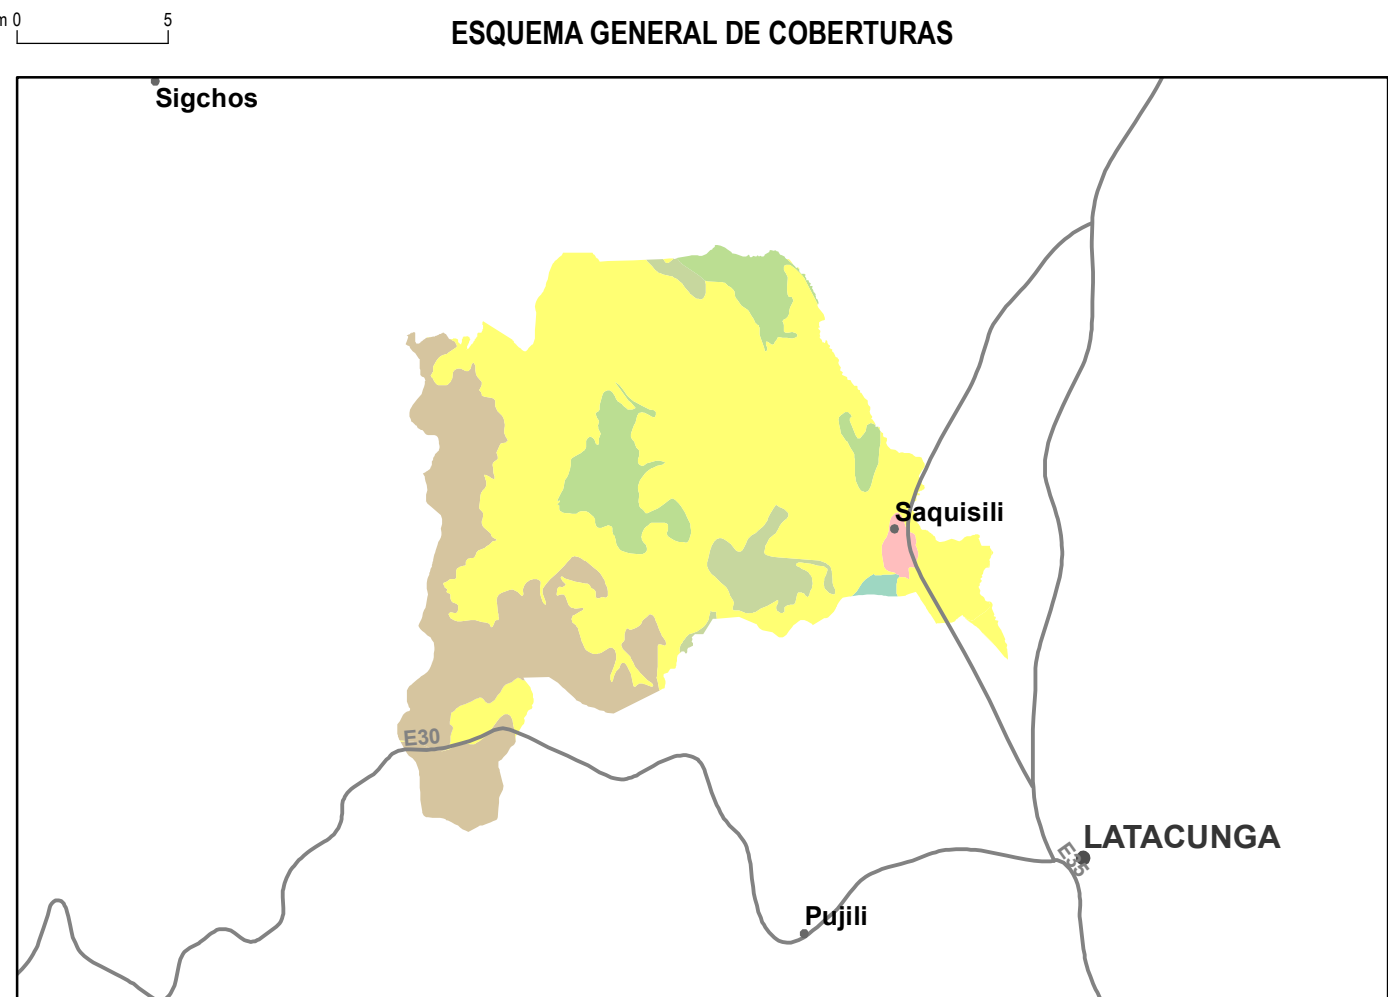 m 0 5
ESQUEMA GENERAL DE COBERTURAS
Sigchos
Saquisili
E30
LATACUNGA
E35
Pujili